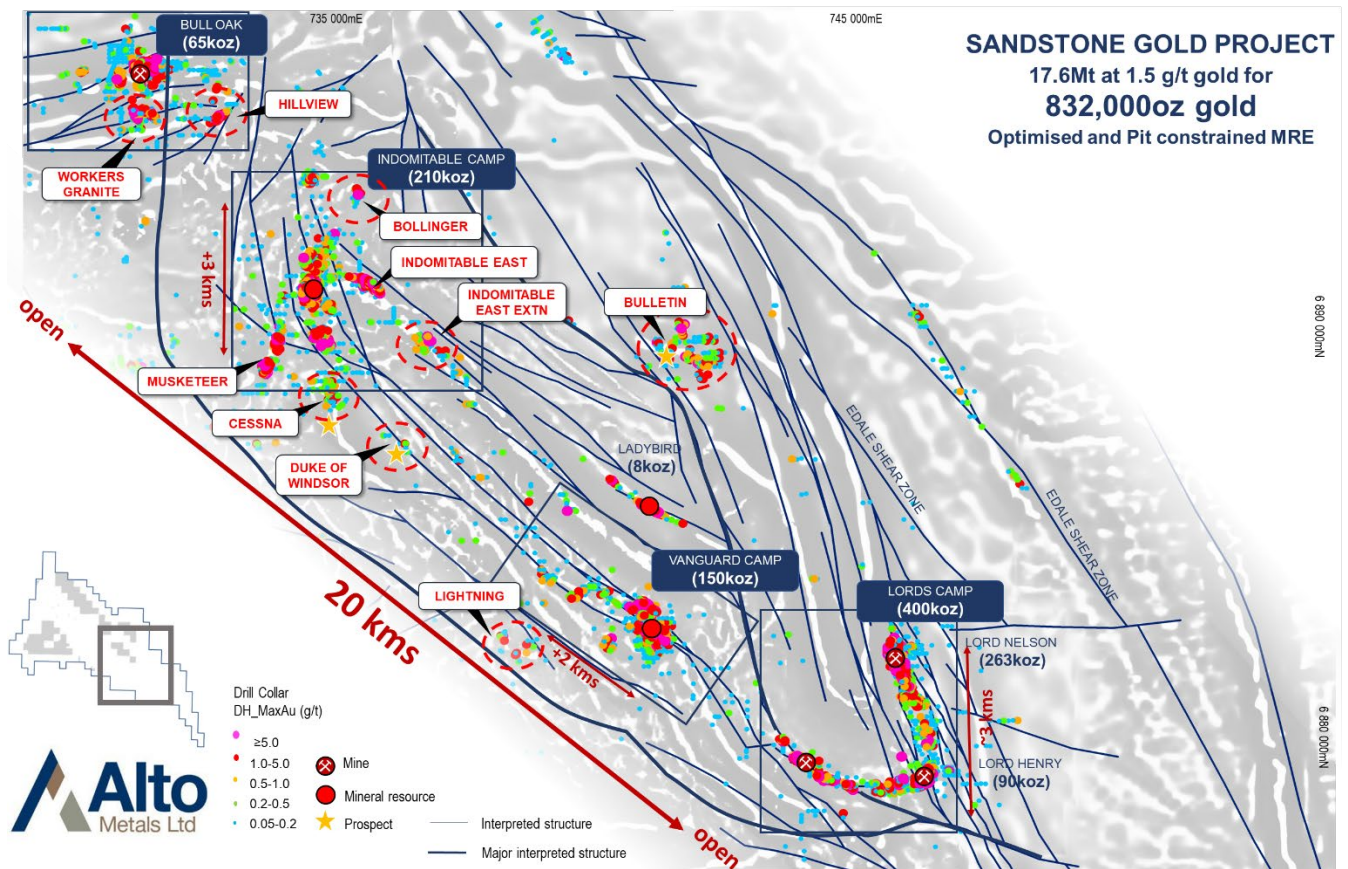 735 000mE
745 000mE
SANDSTONE GOLD PROJECT
17.6Mt at 1.5 g/t gold for
832,000oz gold
Optimised and Pit constrained MRE
BULL OAK
(65koz)
HILLVIEW
WORKERS
GRANITE
INDOMITABLE CAMP
(210koz)
BOLLINGER
+3 kms
INDOMITABLE EAST
INDOMITABLE
EAST EXTN
BULLETIN
6 890 000mN
open
MUSKETEER
CESSNA
DUKE OF
WINDSOR
LADYBIRD
(8koz)
EDALE SHEAR ZONE
EDALE SHEAR ZONE
20 kms
VANGUARD CAMP
(150koz)
LIGHTNING
+2 kms
LORDS CAMP
(400koz)
LORD NELSON
(263koz)
~3 kms
6 880 000mN
LORD HENRY
(90koz)
open
Drill Collar
DH_MaxAu (g/t)
≥5.0
1.0-5.0
0.5-1.0
0.2-0.5
0.05-0.2
Mine
Mineral resource
Prospect
Interpreted structure
Major interpreted structure
Alto
Metals Ltd